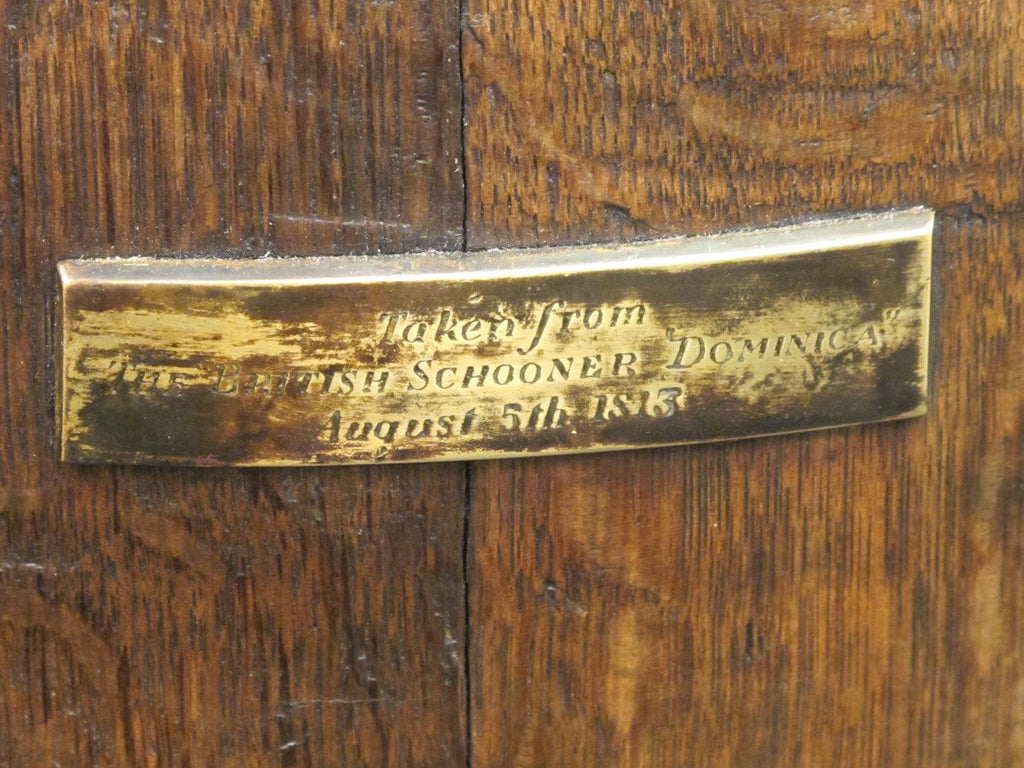 Taken from
THE BRITISH SCHOONER "DOMINICA"
August 5th 1813